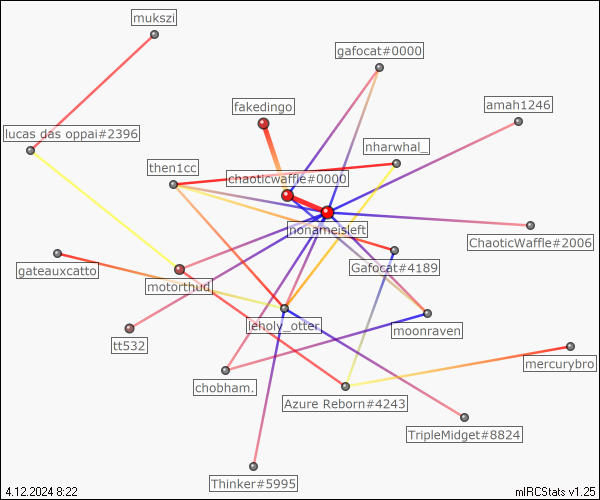 mukszi
gafocat#0000
fakedingo
amah1246
lucas das oppai#2396
nharwhal_
then1cc
chaoticwaffle#0000
nonameisleft
ChaoticWaffle#2006
gateauxcatto
Gafocat#4189
motorthud
leholy_otter
moonraven
tt532
mercurybro
chobham.
Azure Reborn#4243
TripleMidget#8824
Thinker#5995
4.12.2024 8:22
mIRCStats v1.25